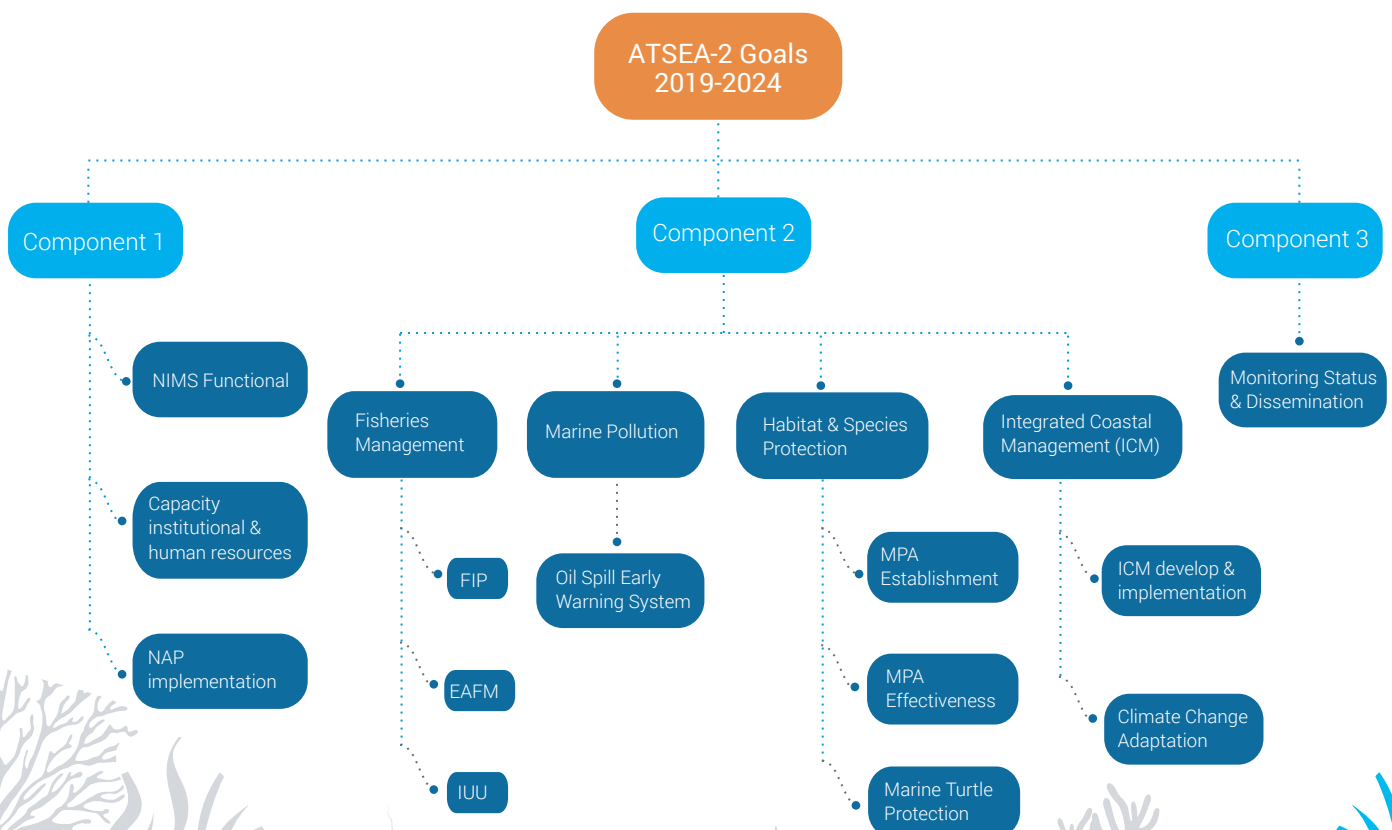 ATSEA-2 Goals
2019-2024
Component 1
Component 2
Component 3
NIMS Functional
Capacity
institutional &
human resources
NAP
implementation
Fisheries
Management
FIP
EAFM
IUU
Marine Pollution
Oil Spill Early
Warning System
Habitat & Species
Protection
MPA
Establishment
MPA
Effectiveness
Marine Turtle
Protection
Integrated Coastal
Management (ICM)
ICM develop &
implementation
Climate Change
Adaptation
Monitoring Status
& Dissemination